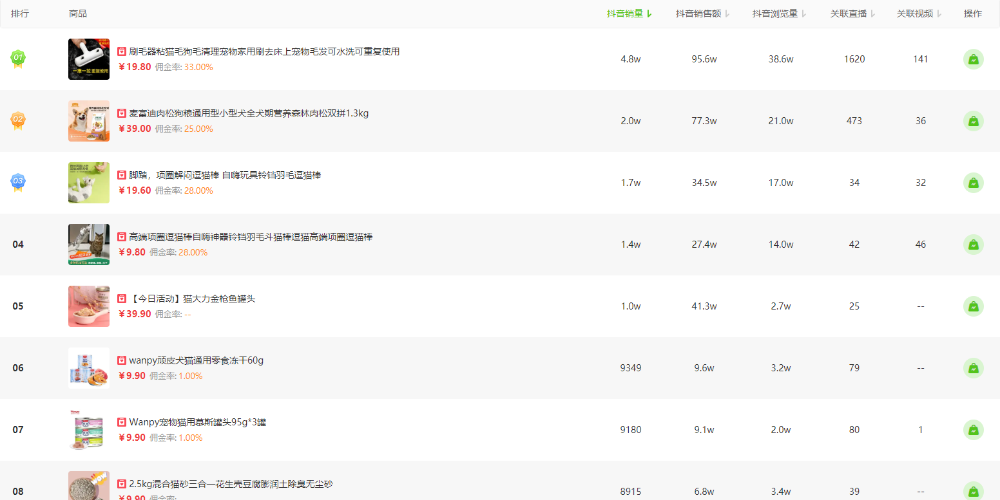 排行 商品 抖音销量 抖音销售额 抖音浏览量 关联直播 关联视频 操作
01 刷毛器粘猫毛狗毛清理宠物家用刷去床上宠物毛发可水洗可重复使用 4.8w 95.6w 38.6w 1620 141
¥19.80 佣金率: 33.00%
一推一拉 重复使用
02 麦富迪肉松狗粮通用型小型犬全犬期营养森林肉松双拼1.3kg 2.0w 77.3w 21.0w 473 36
¥39.00 佣金率: 25.00%
03 脚踏，项圈解闷逗猫棒 自嗨玩具铃铛羽毛逗猫棒 1.7w 34.5w 17.0w 34 32
¥19.60 佣金率: 28.00%
04 高端项圈逗猫棒自嗨神器铃铛羽毛斗猫棒逗猫高端项圈逗猫棒 1.4w 27.4w 14.0w 42 46
¥9.80 佣金率: 28.00%
05 【今日活动】猫大力金枪鱼罐头 1.0w 41.3w 2.7w 25 --
¥39.90 佣金率: --
06 wanpy顽皮犬猫通用零食冻干60g 9349 9.6w 3.2w 79 --
¥9.90 佣金率: 1.00%
07 Wanpy宠物猫用慕斯罐头95g*3罐 9180 9.1w 2.0w 80 1
¥9.90 佣金率: 1.00%
WOW
08 2.5kg混合猫砂三合一花生壳豆腐膨润土除臭无尘砂 8915 6.8w 3.4w 39 --
¥9.90 佣金率: